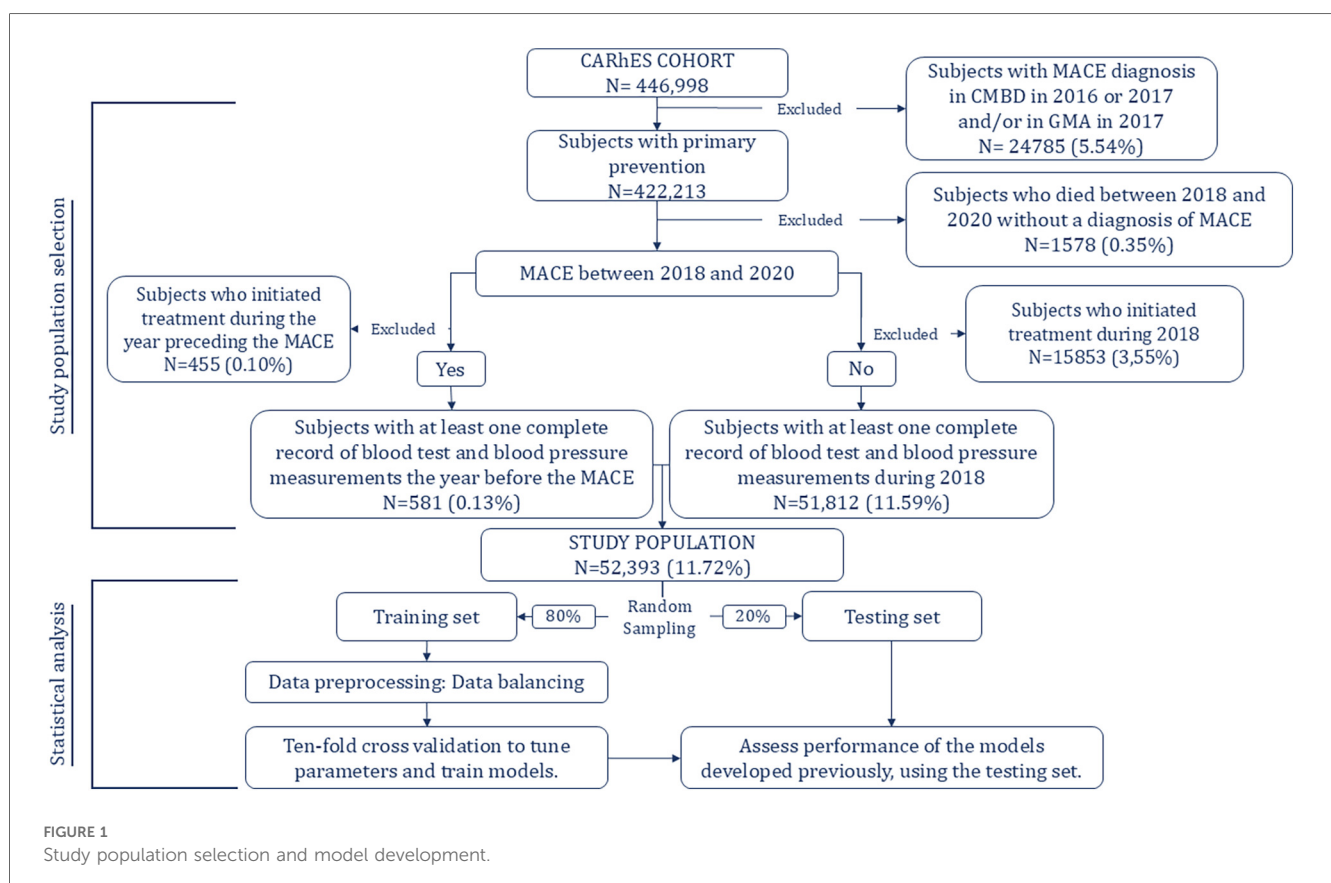 CARhES COHORT
N= 446,998
Excluded
Subjects with MACE diagnosis
in CMBD in 2016 or 2017
and/or in GMA in 2017
N= 24785 (5.54%)
Subjects with primary
prevention
N=422,213
Excluded
Subjects who died between 2018 and
2020 without a diagnosis of MACE
N=1578 (0.35%)
Study population selection
MACE between 2018 and 2020
Subjects who initiated
treatment during the
year preceding the MACE
N=455 (0.10%)
Excluded
Excluded
Subjects who initiated
treatment during 2018
N=15853 (3,55%)
Yes
No
Subjects with at least one complete
record of blood test and blood pressure
measurements the year before the MACE
N=581 (0.13%)
Subjects with at least one complete
record of blood test and blood pressure
measurements during 2018
N=51,812 (11.59%)
STUDY POPULATION
N=52,393 (11.72%)
Statistical analysis
Training set
80%
Random
Sampling
20%
Testing set
Data preprocessing: Data balancing
Ten-fold cross validation to tune
parameters and train models.
Assess performance of the models
developed previously, using the testing set.
FIGURE 1
Study population selection and model development.